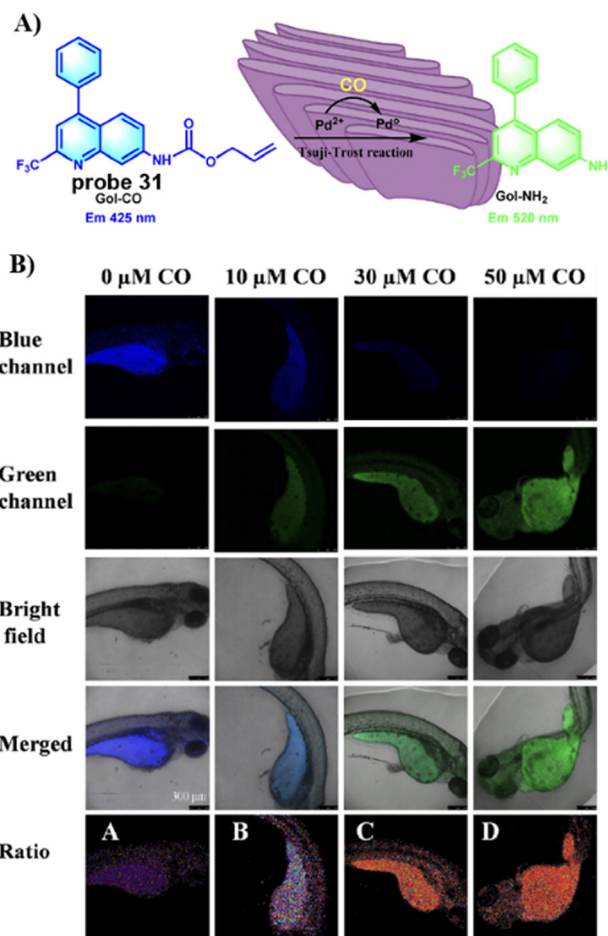 A)
CO
Pd2+ Pd0
Tsuji-Trost reaction
F3C
N
NH
O
O
probe 31
Gol-CO
Em 425 nm
F3C
N
NH
Gol-NH2
Em 520 nm
B)
0 µM CO 10 µM CO 30 µM CO 50 µM CO
Blue
channel
Green
channel
Bright
field
Merged
300 µm
Ratio
A B C D